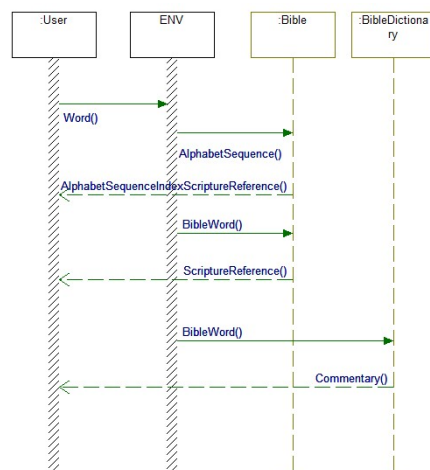 :User
ENV
:Bible
:BibleDictiona
ry
Word()
AlphabetSequence()
AlphabetSequenceIndexScriptureReference()
BibleWord()
ScriptureReference()
BibleWord()
Commentary()